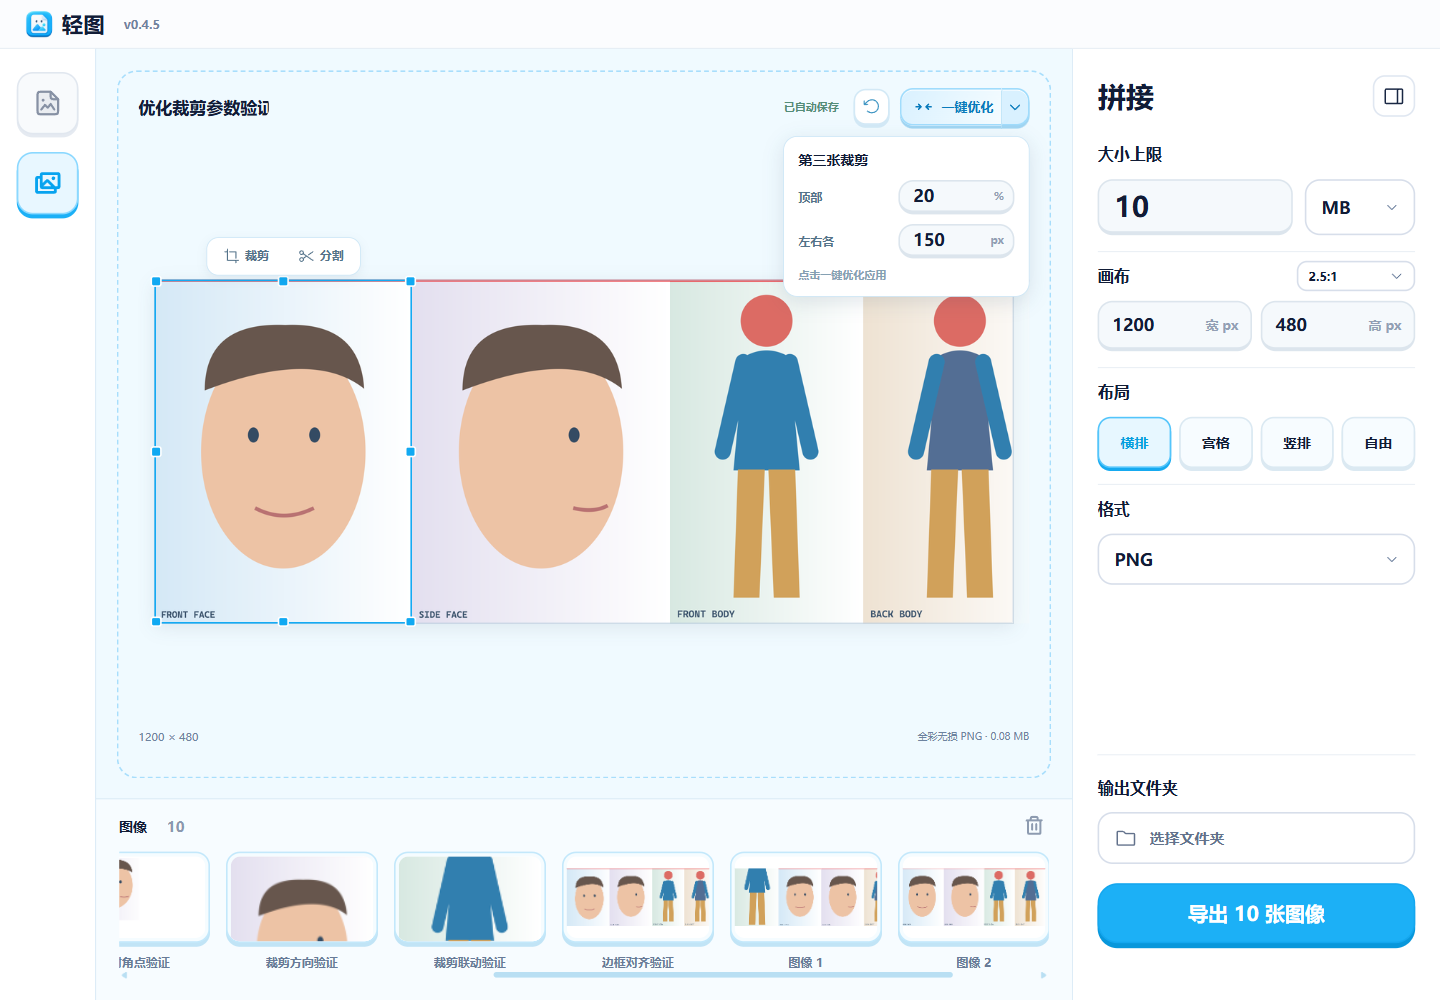 轻图 v0.4.5
优化裁剪参数验证
已自动保存
一键优化
第三张裁剪
顶部 20 %
左右各 150 px
点击一键优化应用
裁剪 分割
FRONT FACE
SIDE FACE
FRONT BODY
BACK BODY
1200 × 480
全彩无损 PNG · 0.08 MB
图像 10
角点验证
裁剪方向验证
裁剪联动验证
边框对齐验证
图像 1
图像 2
拼接
大小上限
10 MB
画布 2.5:1
1200 宽 px 480 高 px
布局
横排 宫格 竖排 自由
格式
PNG
输出文件夹
选择文件夹
导出 10 张图像